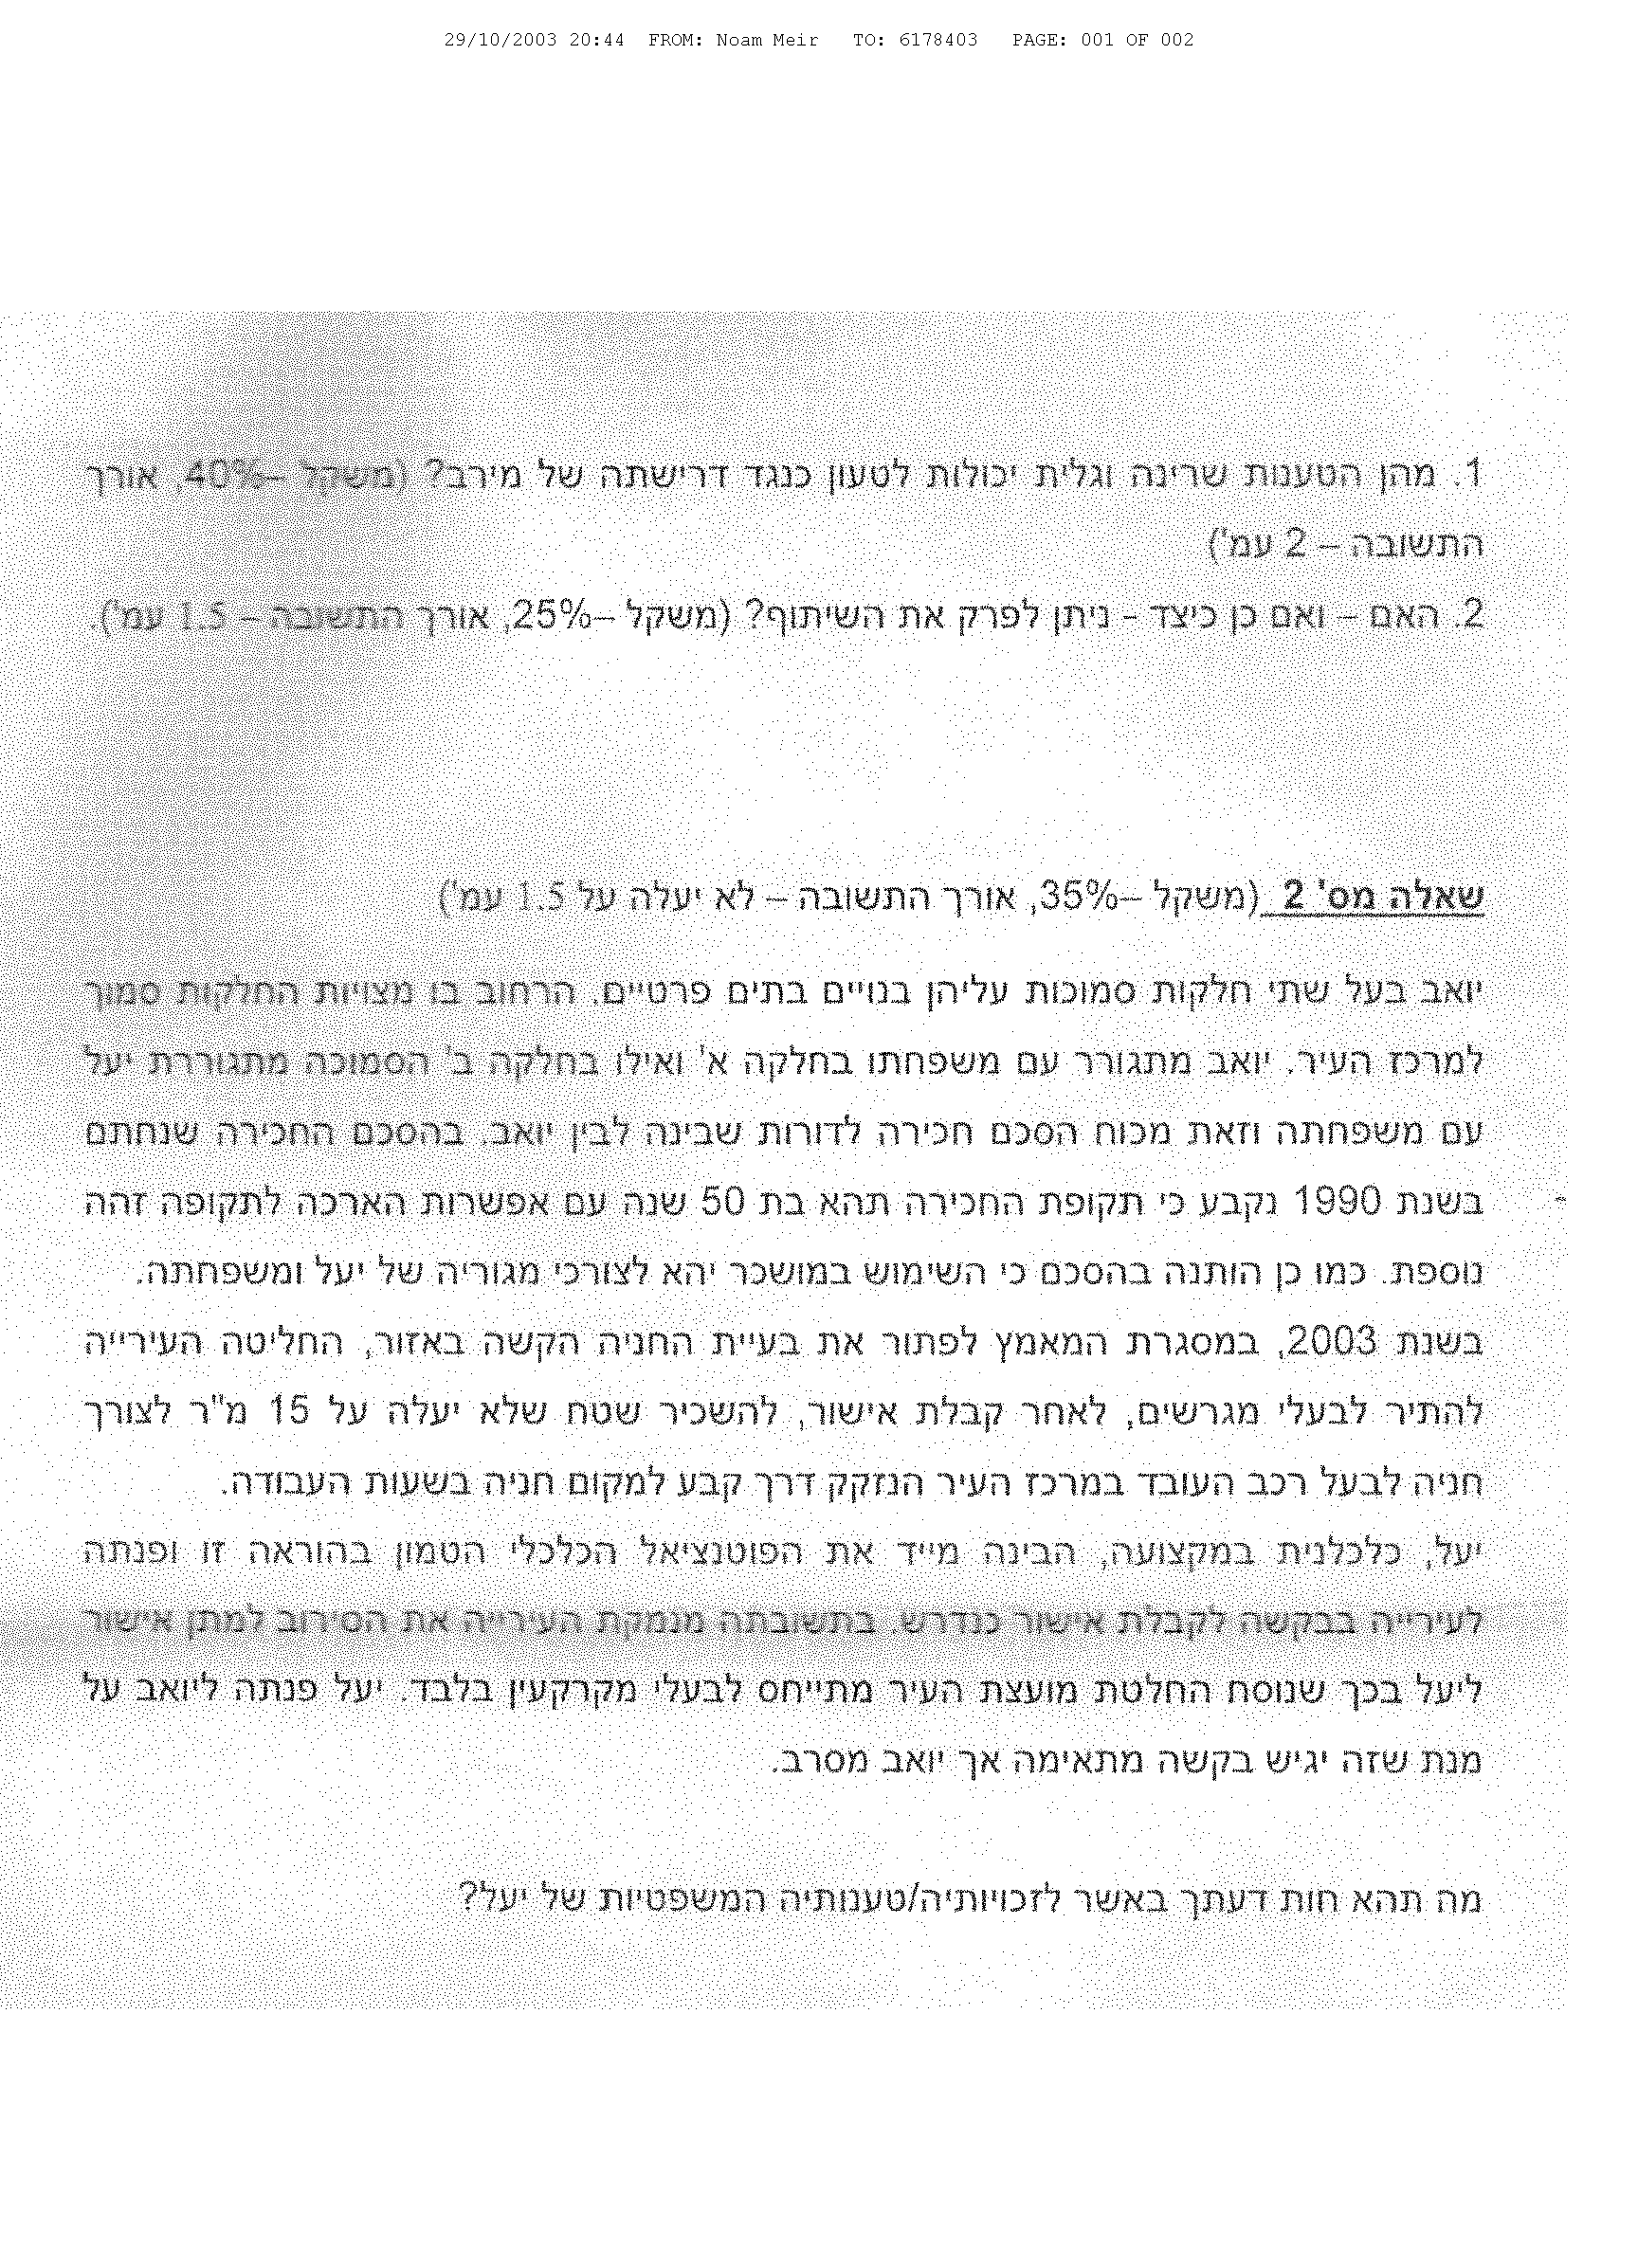 29/10/2003 20:44 FROM: Noam Meir TO: 6178403 PAGE: 001 OF 002
1. מהן הטענות שרינה וגלית יכולות לטעון כנגד דרישתה של מירב? (משקל –40%, אורך
התשובה – 2 עמ')
2. האם – ואם כן כיצד - ניתן לפרק את השיתוף? (משקל –25%, אורך התשובה – 1.5 עמ').
שאלה מס' 2 (משקל –35%, אורך התשובה – לא יעלה על 1.5 עמ')
יואב בעל שתי חלקות סמוכות עליהן בנויים בתים פרטיים. הרחוב בו מצויות החלקות סמוך
למרכז העיר. יואב מתגורר עם משפחתו בחלקה א' ואילו בחלקה ב' הסמוכה מתגוררת יעל
עם משפחתה וזאת מכוח הסכם חכירה לדורות שבינה לבין יואב. בהסכם החכירה שנחתם
בשנת 1990 נקבע כי תקופת החכירה תהא בת 50 שנה עם אפשרות הארכה לתקופה זהה
נוספת. כמו כן הותנה בהסכם כי השימוש במושכר יהא לצורכי מגוריה של יעל ומשפחתה.
בשנת 2003, במסגרת המאמץ לפתור את בעיית החניה הקשה באזור, החליטה העירייה
להתיר לבעלי מגרשים, לאחר קבלת אישור, להשכיר שטח שלא יעלה על 15 מ"ר לצורך
חניה לבעל רכב העובד במרכז העיר הנזקק דרך קבע למקום חניה בשעות העבודה.
יעל, כלכלנית במקצועה, הבינה מייד את הפוטנציאל הכלכלי הטמון בהוראה זו ופנתה
לעירייה בבקשה לקבלת אישור כנדרש. בתשובתה מנמקת העירייה את הסירוב למתן אישור
ליעל בכך שנוסח החלטת מועצת העיר מתייחס לבעלי מקרקעין בלבד. יעל פנתה ליואב על
מנת שזה יגיש בקשה מתאימה אך יואב מסרב.
מה תהא חות דעתך באשר לזכויותיה/טענותיה המשפטיות של יעל?